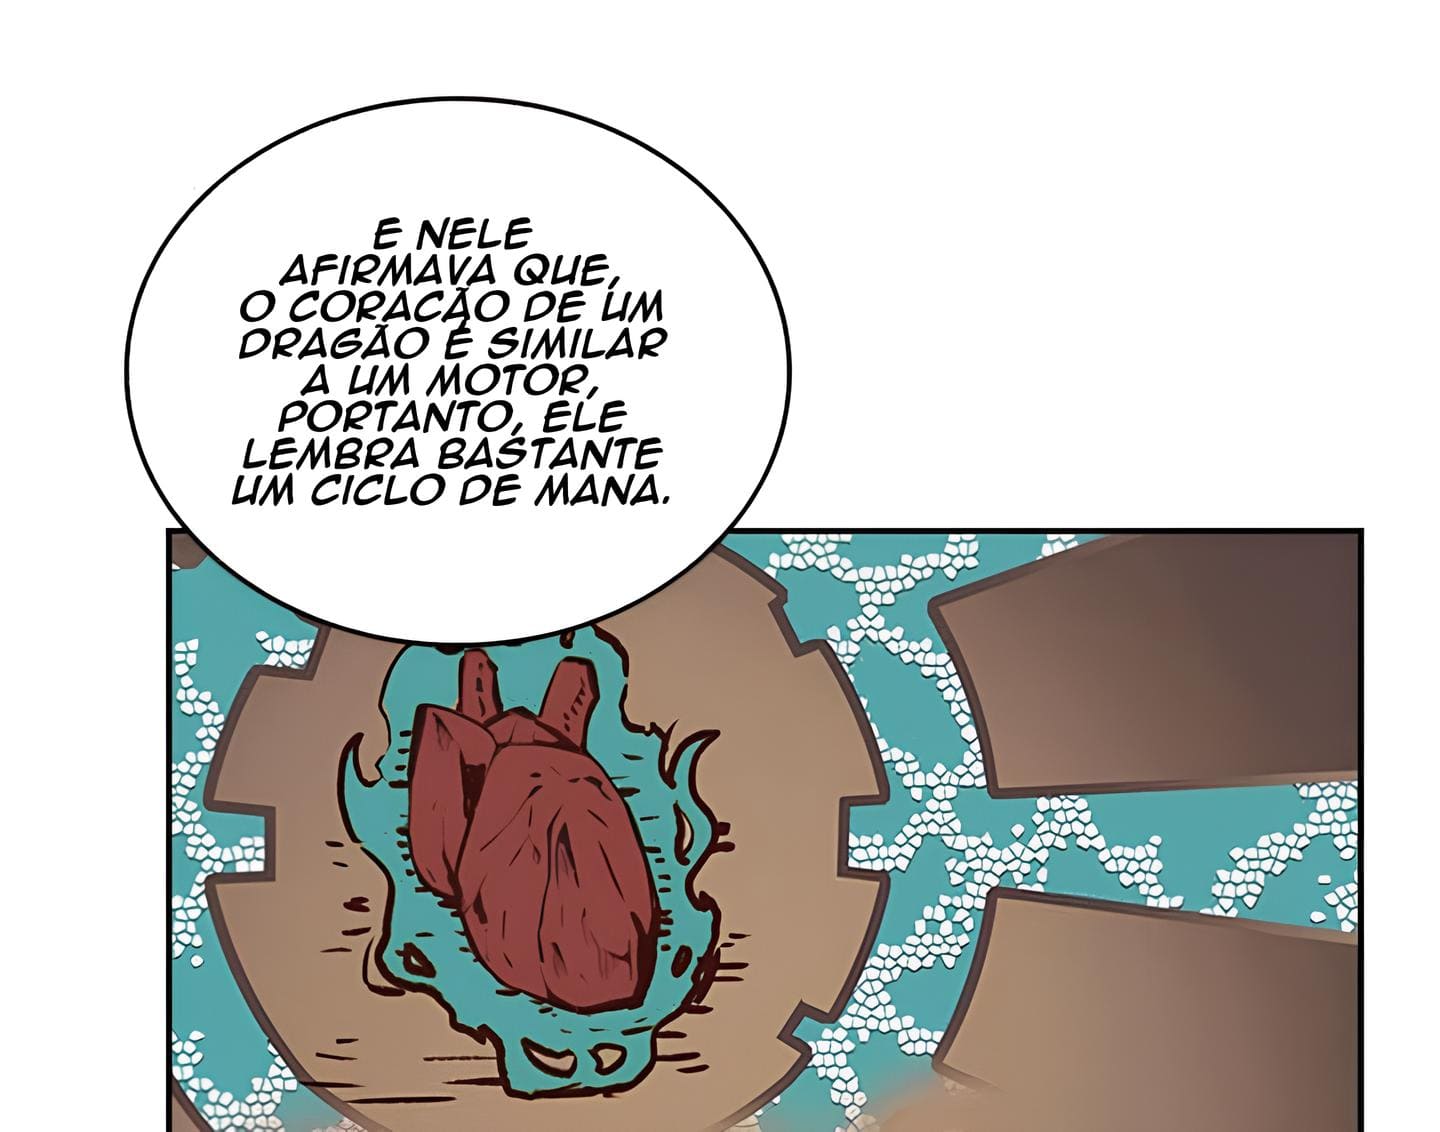 E NELE
AFIRMAVA QUE,
O CORAÇÃO DE UM
DRAGÃO É SIMILAR
A UM MOTOR,
PORTANTO, ELE
LEMBRA BASTANTE
UM CICLO DE MANA.